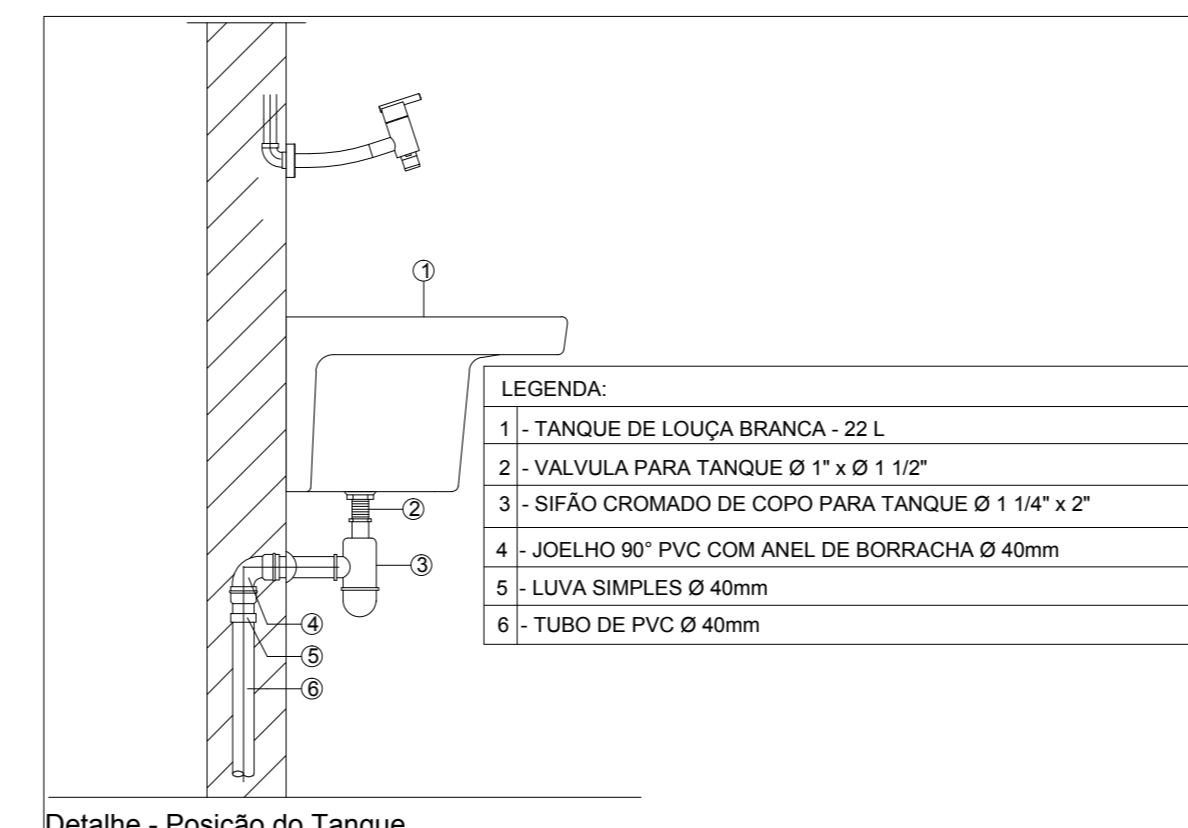 1
2
3
4
5
6
LEGENDA:
1 - TANQUE DE LOUÇA BRANCA - 22 L
2 - VALVULA PARA TANQUE Ø 1" x Ø 1 1/2"
3 - SIFÃO CROMADO DE COPO PARA TANQUE Ø 1 1/4" x 2"
4 - JOELHO 90° PVC COM ANEL DE BORRACHA Ø 40mm
5 - LUVA SIMPLES Ø 40mm
6 - TUBO DE PVC Ø 40mm
Detalhe - Posição do Tanque